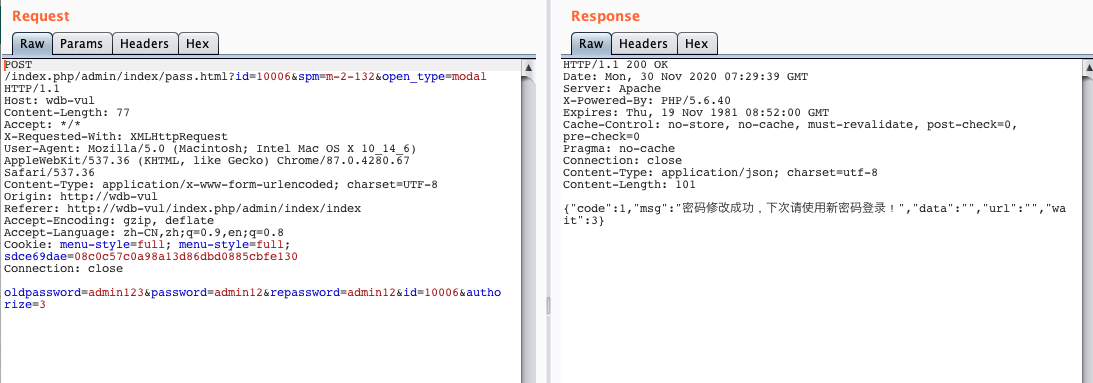 Request
Raw Params Headers Hex
POST
/index.php/admin/index/pass.html?id=10006&spm=m-2-132&open_type=modal
HTTP/1.1
Host: wdb-vul
Content-Length: 77
Accept: */*
X-Requested-With: XMLHttpRequest
User-Agent: Mozilla/5.0 (Macintosh; Intel Mac OS X 10_14_6)
AppleWebKit/537.36 (KHTML, like Gecko) Chrome/87.0.4280.67
Safari/537.36
Content-Type: application/x-www-form-urlencoded; charset=UTF-8
Origin: http://wdb-vul
Referer: http://wdb-vul/index.php/admin/index/index
Accept-Encoding: gzip, deflate
Accept-Language: zh-CN,zh;q=0.9,en;q=0.8
Cookie: menu-style=full; menu-style=full;
sdce69dae=08c0c57c0a98a13d86dbd0885cbfe130
Connection: close
oldpassword=admin123&password=admin12&repassword=admin12&id=10006&autho
rize=3
Response
Raw Headers Hex
HTTP/1.1 200 OK
Date: Mon, 30 Nov 2020 07:29:39 GMT
Server: Apache
X-Powered-By: PHP/5.6.40
Expires: Thu, 19 Nov 1981 08:52:00 GMT
Cache-Control: no-store, no-cache, must-revalidate, post-check=0,
pre-check=0
Pragma: no-cache
Connection: close
Content-Type: application/json; charset=utf-8
Content-Length: 101
{"code":1,"msg":"密码修改成功，下次请使用新密码登录！","data":"","url":"","wa
it":3}